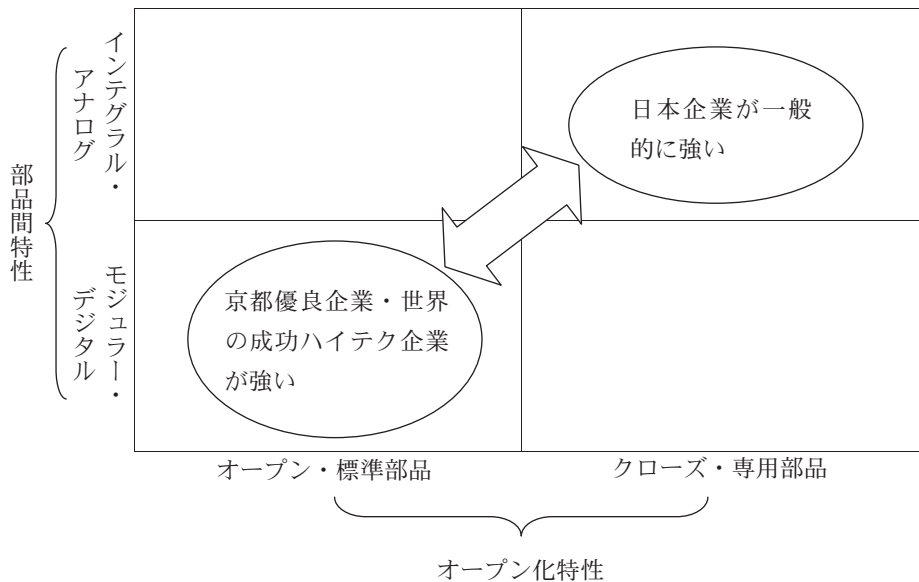 部品間特性
インテグラル・
アナログ
モジュラー・
デジタル
日本企業が一般
的に強い
京都優良企業・世界
の成功ハイテク企業
が強い
オープン・標準部品
クローズ・専用部品
オープン化特性